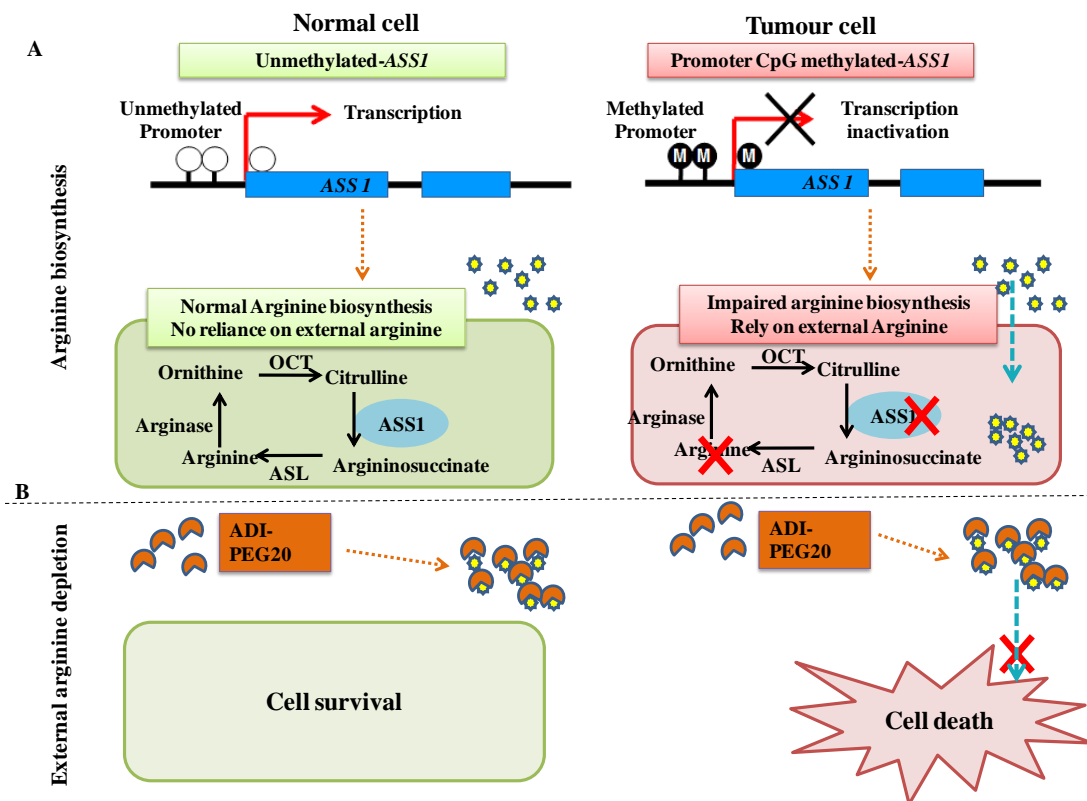 Normal cell
Tumour cell
A
Unmethylated-ASS1
Promoter CpG methylated-ASS1
Unmethylated
Promoter
Transcription
Methylated
Promoter
Transcription
inactivation
M
M
M
ASS 1
ASS 1
Arginine biosynthesis
Normal Arginine biosynthesis
No reliance on external arginine
Impaired arginine biosynthesis
Rely on external Arginine
OCT
Ornithine
Citrulline
Arginase
ASS1
Arginine
ASL
Argininosuccinate
OCT
Ornithine
Citrulline
Arginase
ASS1
Arginine
ASL
Argininosuccinate
B
External arginine depletion
ADI-
PEG20
ADI-
PEG20
Cell survival
Cell death